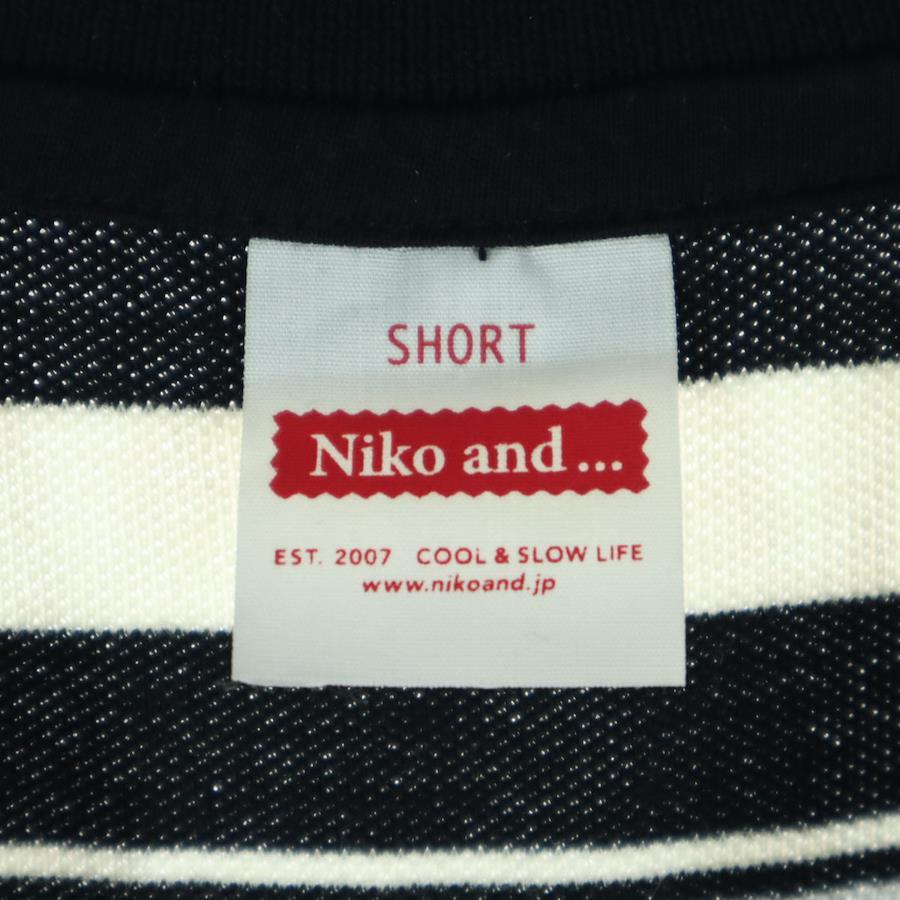 SHORT
Niko and ...
EST. 2007 COOL & SLOW LIFE
www.nikoand.jp